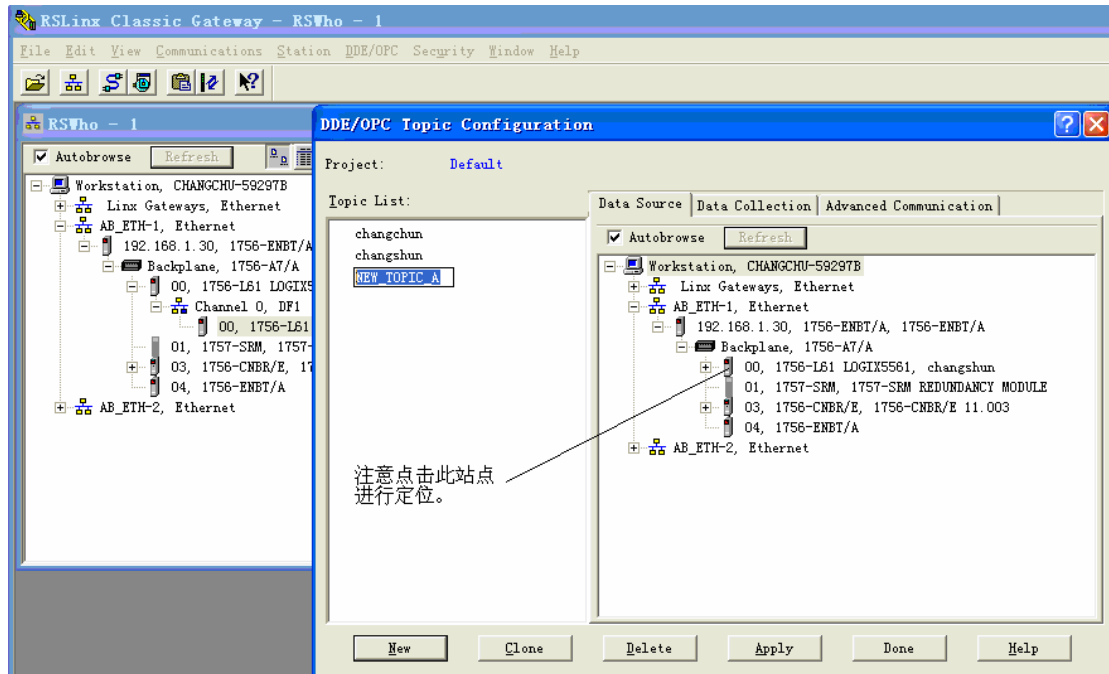 RSLinx Classic Gateway - RSWho - 1
File Edit View Communications Station DDE/OPC Security Window Help
RSWho - 1
Autobrowse Refresh
Workstation, CHANGCHU-59297B
Linx Gateways, Ethernet
AB_ETH-1, Ethernet
192.168.1.30, 1756-ENBT/A
Backplane, 1756-A7/A
00, 1756-L61 LOGIX5
Channel 0, DF1
00, 1756-L61
01, 1757-SRM, 1757-
03, 1756-CNBR/E, 17
04, 1756-ENBT/A
AB_ETH-2, Ethernet
DDE/OPC Topic Configuration
Project: Default
Topic List:
changchun
changshun
NEW_TOPIC_A
注意点击此站点
进行定位。
Data Source Data Collection Advanced Communication
Autobrowse Refresh
Workstation, CHANGCHU-59297B
Linx Gateways, Ethernet
AB_ETH-1, Ethernet
192.168.1.30, 1756-ENBT/A, 1756-ENBT/A
Backplane, 1756-A7/A
00, 1756-L61 LOGIX5561, changshun
01, 1757-SRM, 1757-SRM REDUNDANCY MODULE
03, 1756-CNBR/E, 1756-CNBR/E 11.003
04, 1756-ENBT/A
AB_ETH-2, Ethernet
New Clone Delete Apply Done Help